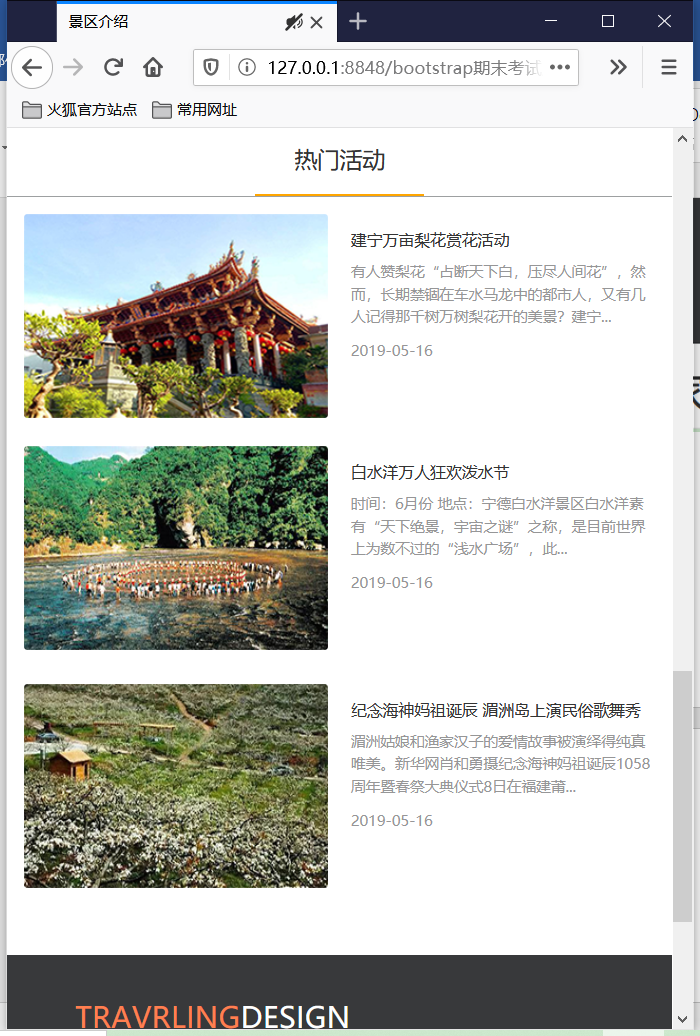 景区介绍
127.0.0.1:8848/bootstrap期末考试
火狐官方站点 常用网址
热门活动
建宁万亩梨花赏花活动
有人赞梨花“占断天下白，压尽人间花”，然
而，长期禁锢在车水马龙中的都市人，又有几
人记得那千树万树梨花开的美景？建宁...
2019-05-16
白水洋万人狂欢泼水节
时间：6月份 地点：宁德白水洋景区白水洋素
有“天下绝景，宇宙之谜”之称，是目前世界
上为数不过的“浅水广场”，此...
2019-05-16
纪念海神妈祖诞辰 湄洲岛上演民俗歌舞秀
湄洲姑娘和渔家汉子的爱情故事被演绎得纯真
唯美。新华网肖和勇摄纪念海神妈祖诞辰1058
周年暨春祭大典仪式8日在福建莆...
2019-05-16
TRAVRLINGDESIGN